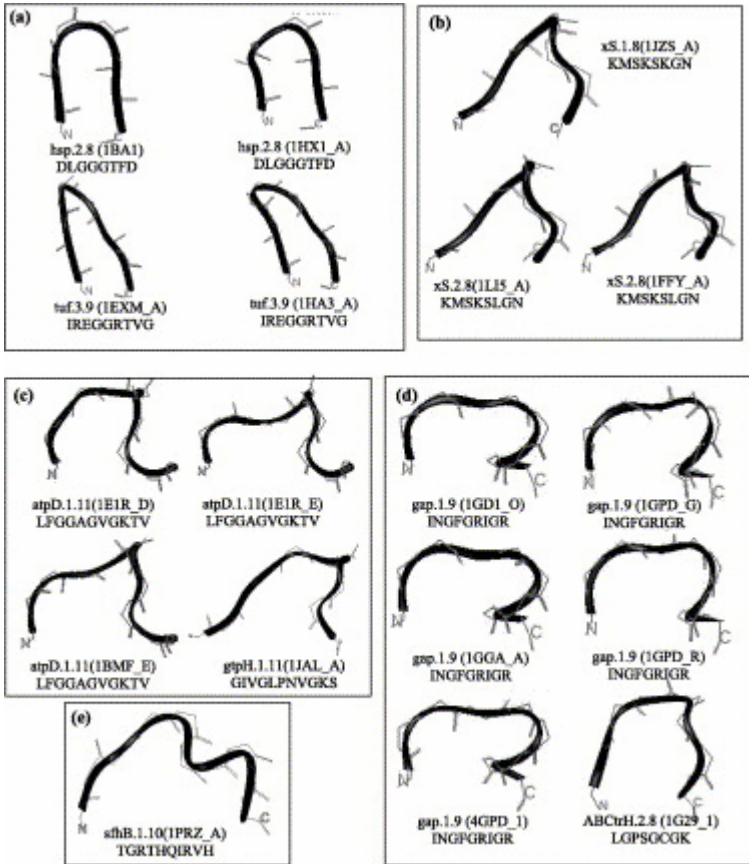 (a)
N
C
N
C
hsp.2.8 (1BA1)
DLGGGTFD
hsp.2.8 (1HX1_A)
DLGGGTFD
N
C
N
C
tuf.3.9 (1EXM_A)
IREGGRTVG
tuf.3.9 (1HA3_A)
IREGGRTVG
(b)
N
C
xS.1.8(1JZS_A)
KMSKSKGN
N
N
xS.2.8(1LI5_A)
KMSKSLGN
xS.2.8(1FFY_A)
KMSKSLGN
(c)
N
N
atpD.1.11(1E1R_D)
LFGGAGVGKTV
atpD.1.11(1E1R_E)
LFGGAGVGKTV
N
atpD.1.11(1BMF_E)
LFGGAGVGKTV
gtpH.1.11(1JAL_A)
GIVGLPNVGKS
(d)
N
C
N
C
gap.1.9 (1GD1_O)
INGFGRIGR
gap.1.9 (1GPD_G)
INGFGRIGR
N
C
N
C
gap.1.9 (1GGA_A)
INGFGRIGR
gap.1.9 (1GPD_R)
INGFGRIGR
N
C
N
C
gap.1.9 (4GPD_1)
INGFGRIGR
ABCtrH.2.8 (1G29_1)
LGPSGCGK
(e)
N
C
sfhB.1.10(1PRZ_A)
TGRTHQIRVH